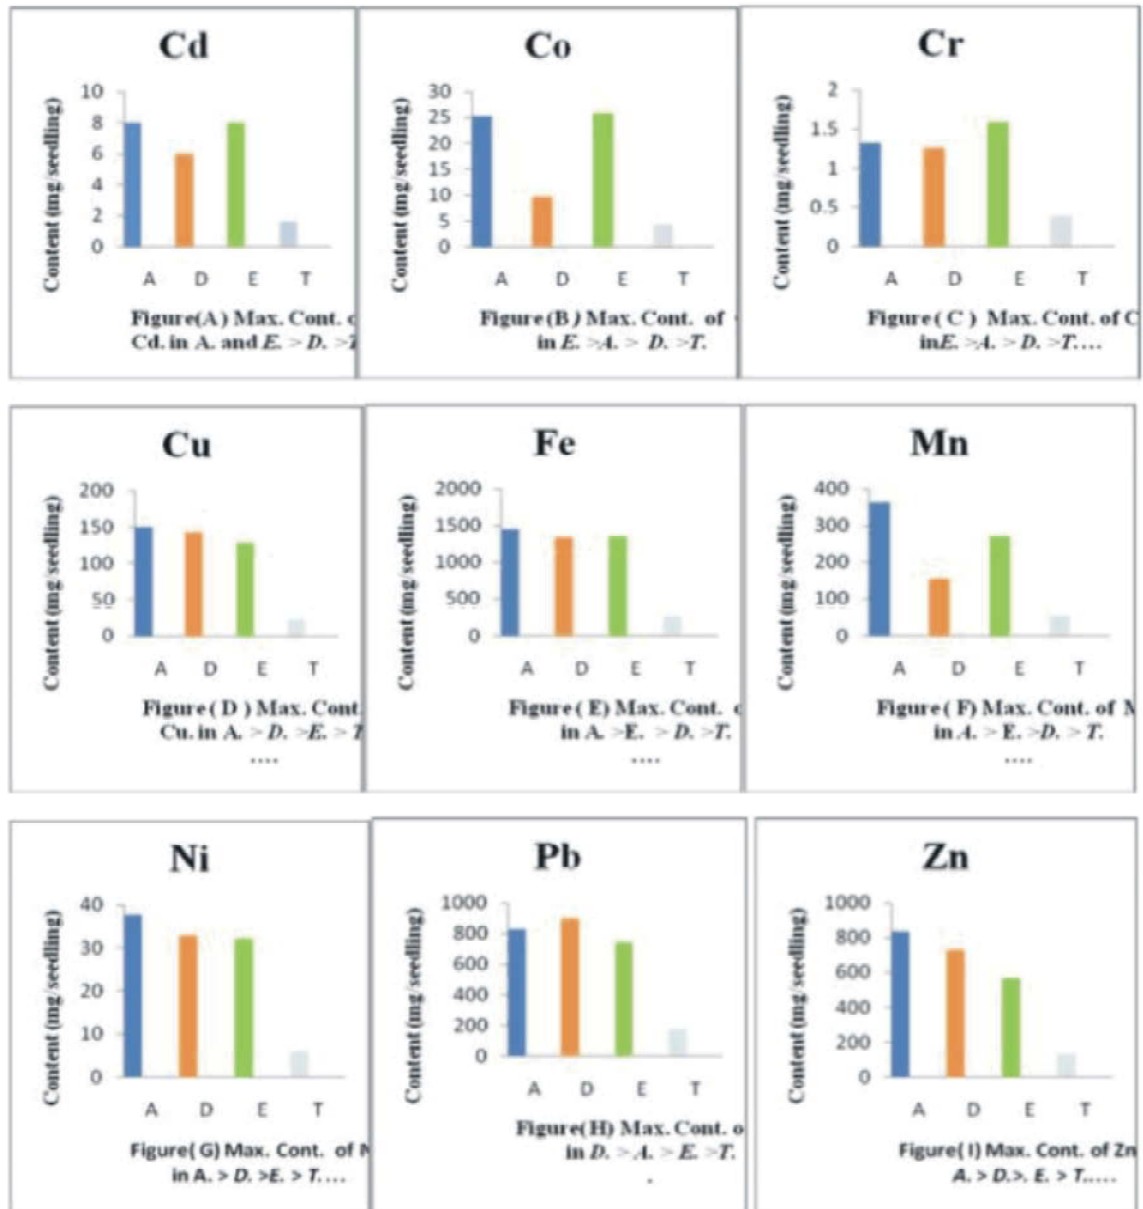 Cd
Content (mg/seedling)
10
8
6
4
2
0
A D E T
Figure(A) Max. Cont.
Cd. in A. and E. > D. >T
Co
Content (mg/seedling)
30
25
20
15
10
5
0
A D E T
Figure(B) Max. Cont. of
in E. >A. > D. >T.
Cr
Content (mg/seedling)
2
1.5
1
0.5
0
A D E T
Figure( C ) Max. Cont. of C
inE. >A. > D. >T....
Cu
Content (mg/seedling)
200
150
100
50
0
A D E T
Figure( D ) Max. Cont.
Cu. in A. > D. >E. > T
....
Fe
Content (mg/seedling)
2000
1500
1000
500
0
A D E T
Figure( E) Max. Cont.
in A. >E. > D. >T.
....
Mn
Content (mg/seedling)
400
300
200
100
0
A D E T
Figure( F) Max. Cont. of M
in A. > E. >D. > T.
....
Ni
Content (mg/seedling)
40
30
20
10
0
A D E T
Figure( G) Max. Cont. of N
in A. > D. >E. > T....
Pb
Content (mg/seedling)
1000
800
600
400
200
0
A D E T
Figure(H) Max. Cont. o
in D. > A. > E. >T.
.
Zn
Content (mg/seedling)
1000
800
600
400
200
0
A D E T
Figure( I) Max. Cont. of Zn
A. > D.>. E. > T.....